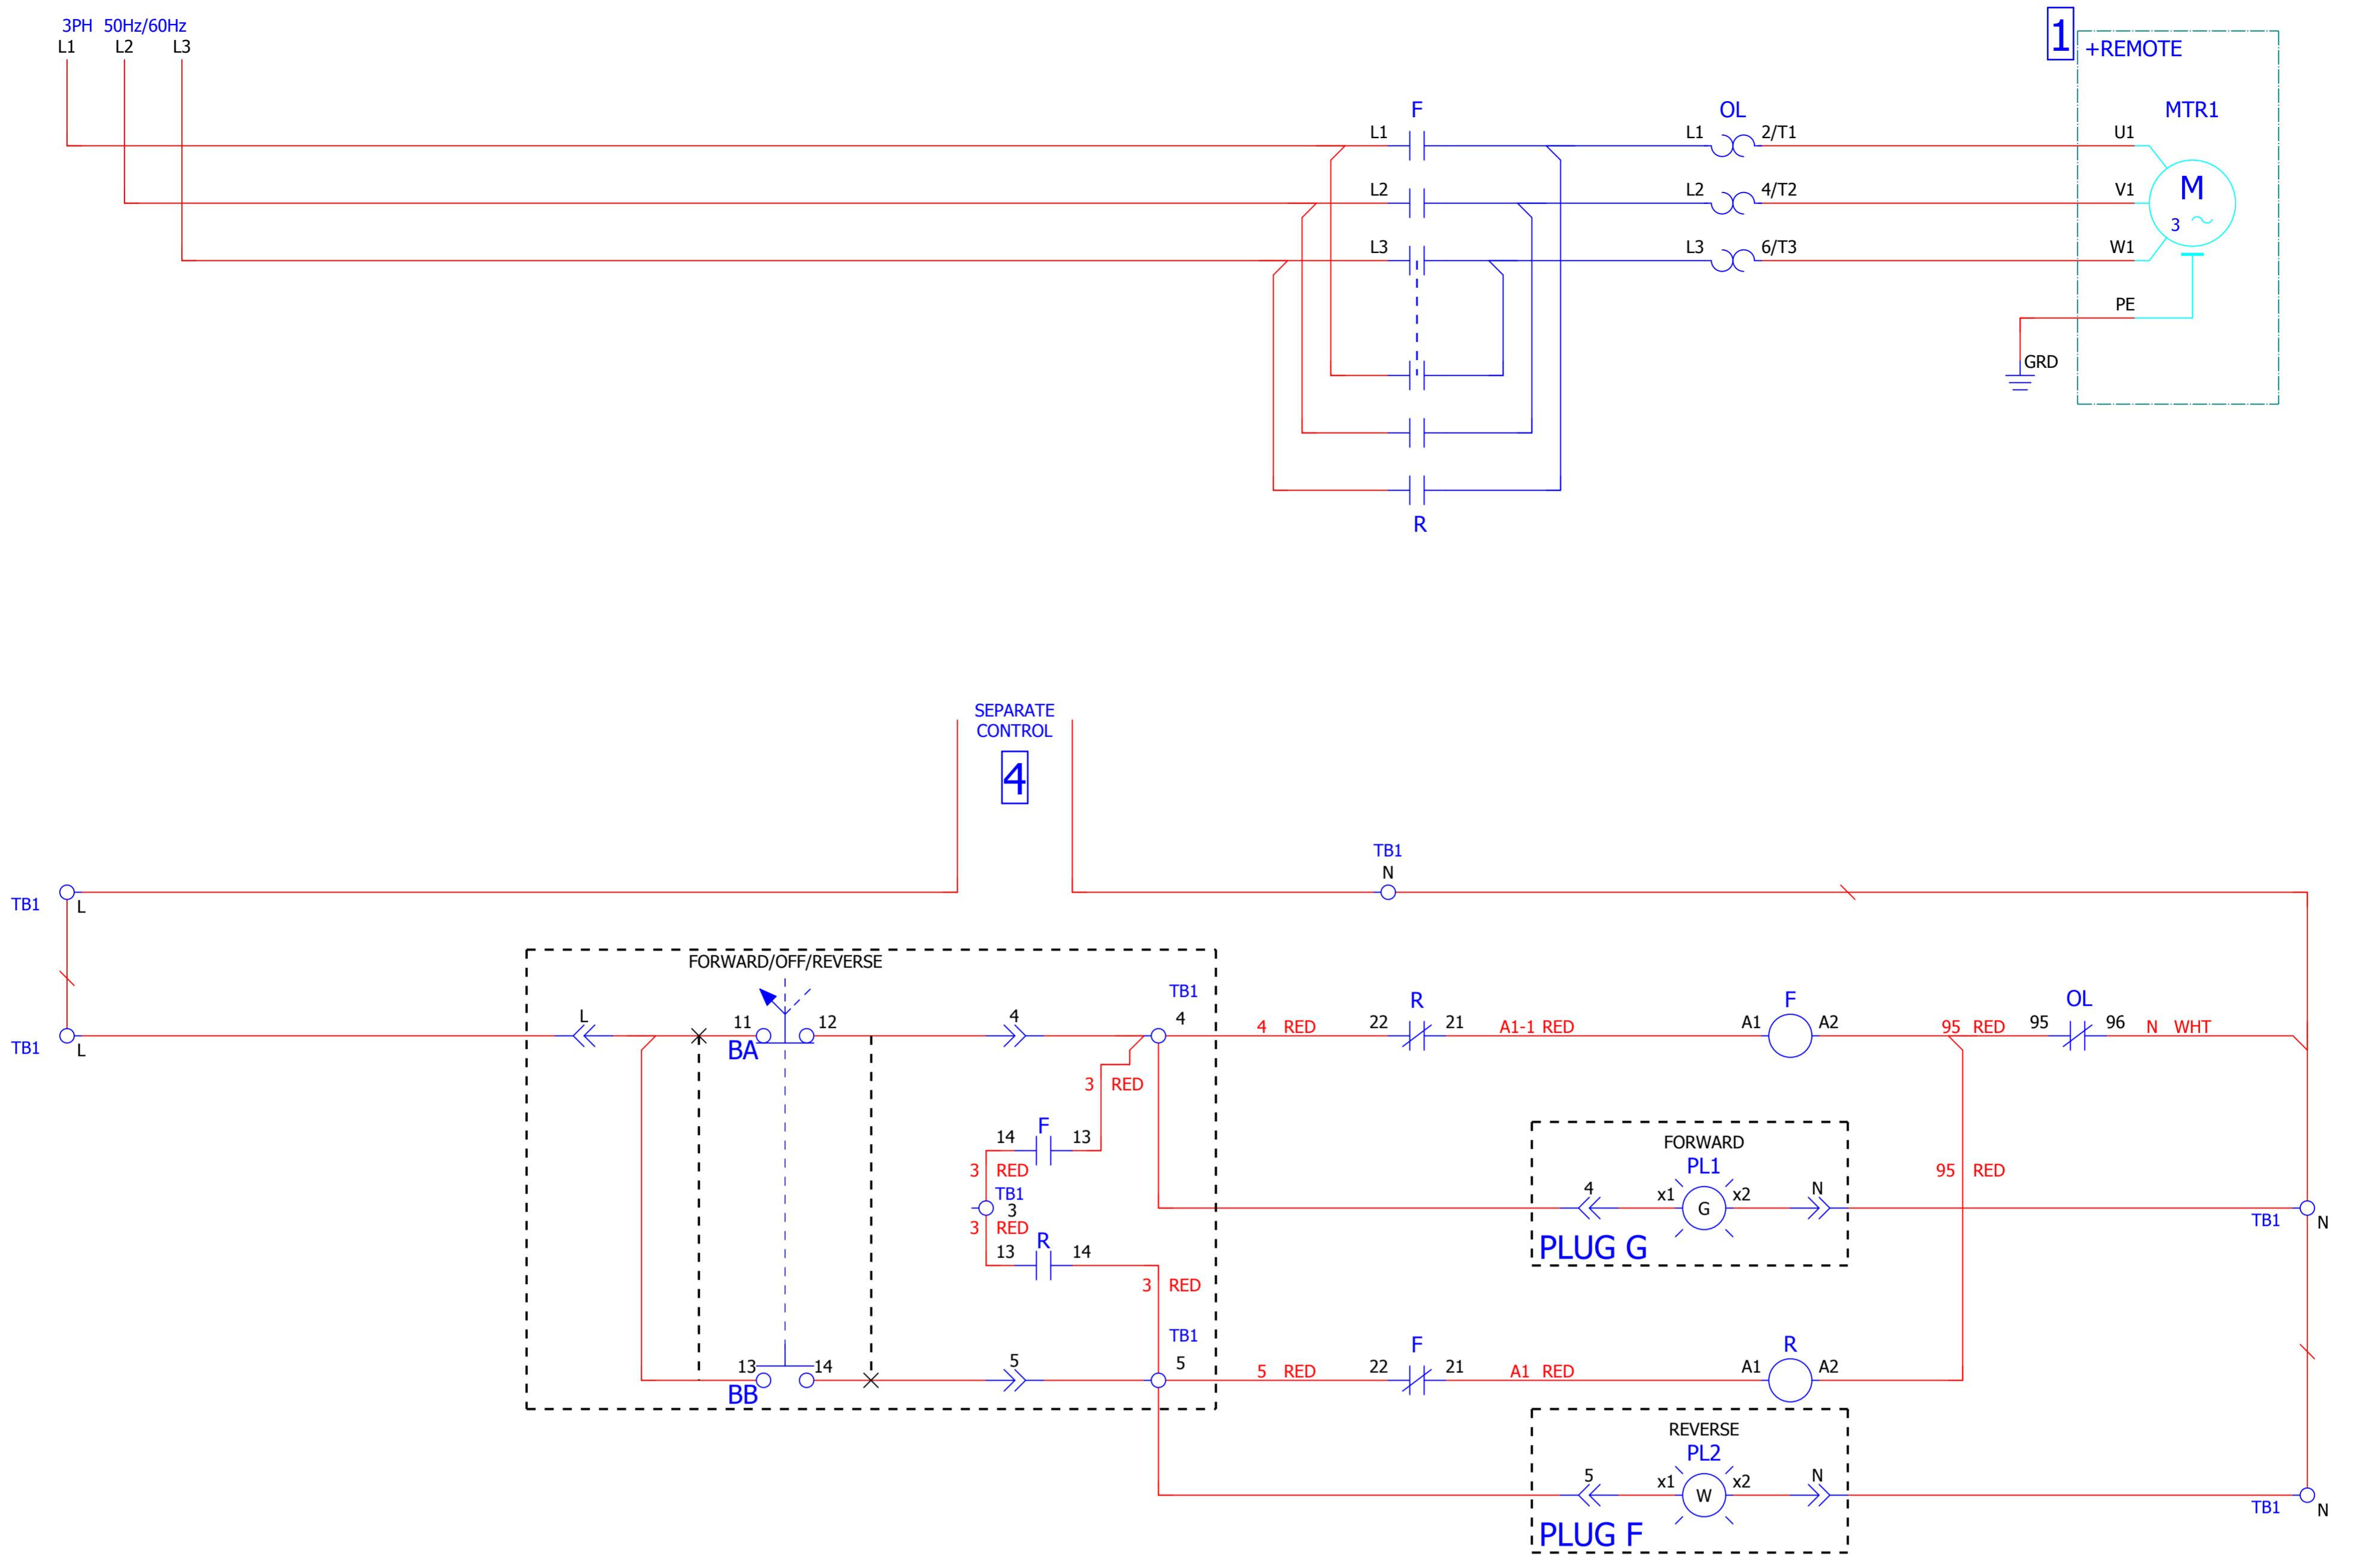 3PH 50Hz/60Hz
L1 L2 L3
1
+REMOTE
F OL MTR1
L1 L1 2/T1 U1
L2 L2 4/T2 V1
M
3
L3 L3 6/T3 W1
PE
GRD
R
SEPARATE
CONTROL
4
TB1
N
TB1 L
FORWARD/OFF/REVERSE
TB1
4
R F OL
TB1 L
L
11 12
BA
4
4 RED 22 21 A1-1 RED A1 A2 95 RED 95 96 N WHT
3 RED
F
14 13
3 RED
TB1
3
3 RED
R
13 14
3 RED
FORWARD
PL1
4 x1 G x2 N
PLUG G
95 RED
TB1 N
TB1
5
F R
13 14
BB
5
5 RED 22 21 A1 RED A1 A2
REVERSE
PL2
5 x1 W x2 N
PLUG F
TB1 N